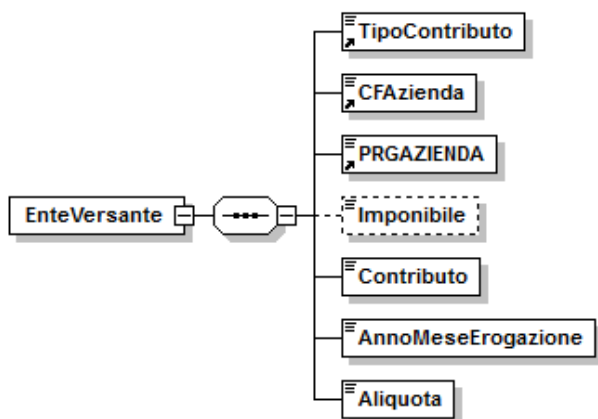 TipoContributo
CFAzienda
PRGAZIENDA
EnteVersante
Imponibile
Contributo
AnnoMeseErogazione
Aliquota